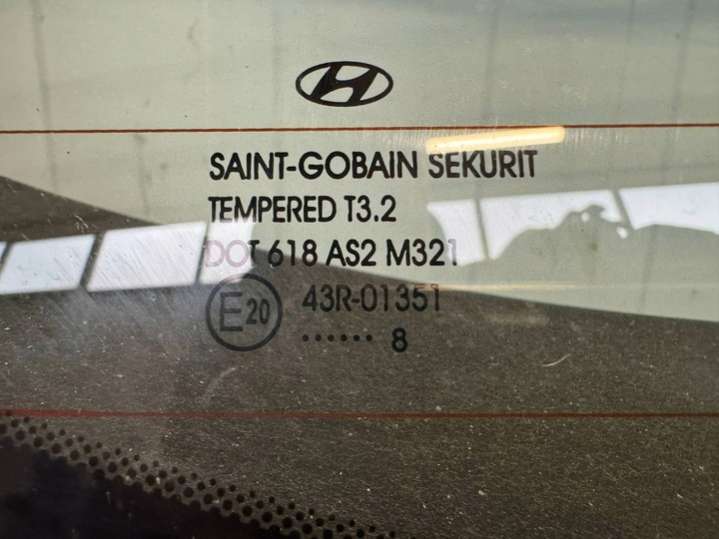 SAINT-GOBAIN SEKURIT
TEMPERED T3.2
DOT 618 AS2 M321
E20 43R-01351
...... 8